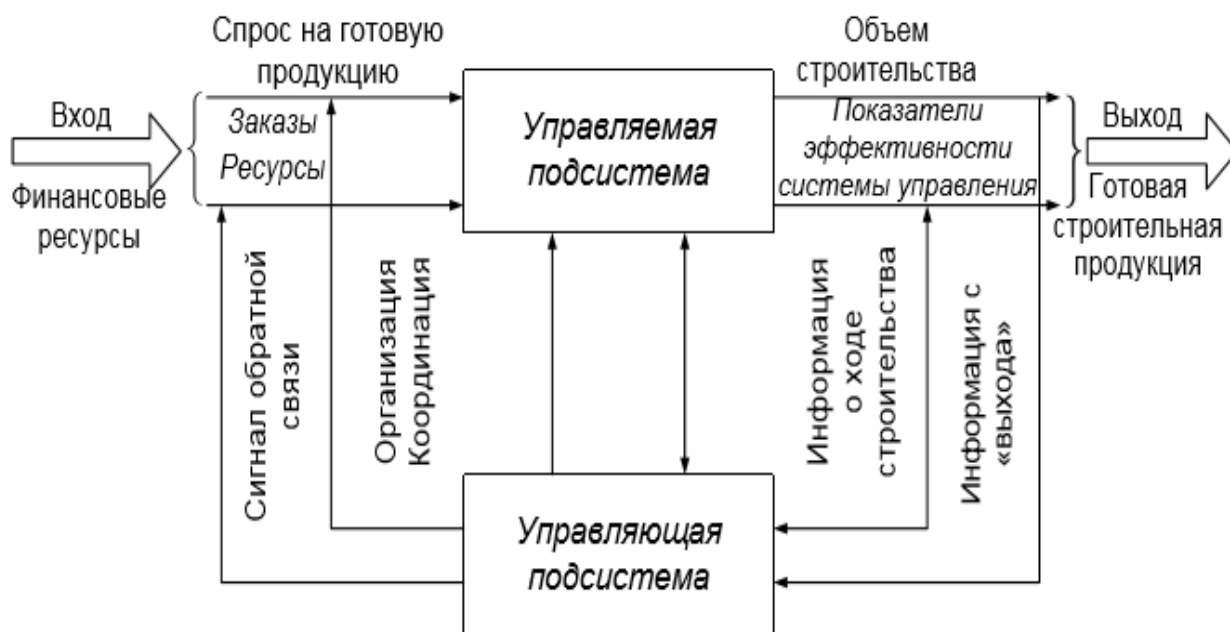 Спрос на готовую
продукцию
Объем
строительства
Вход
Заказы
Ресурсы
Финансовые
ресурсы
Управляемая
подсистема
Показатели
эффективности
системы управления
Выход
Готовая
строительная
продукция
Сигнал обратной
связи
Организация
Координация
Информация
о ходе
строительства
Информация с
«выхода»
Управляющая
подсистема